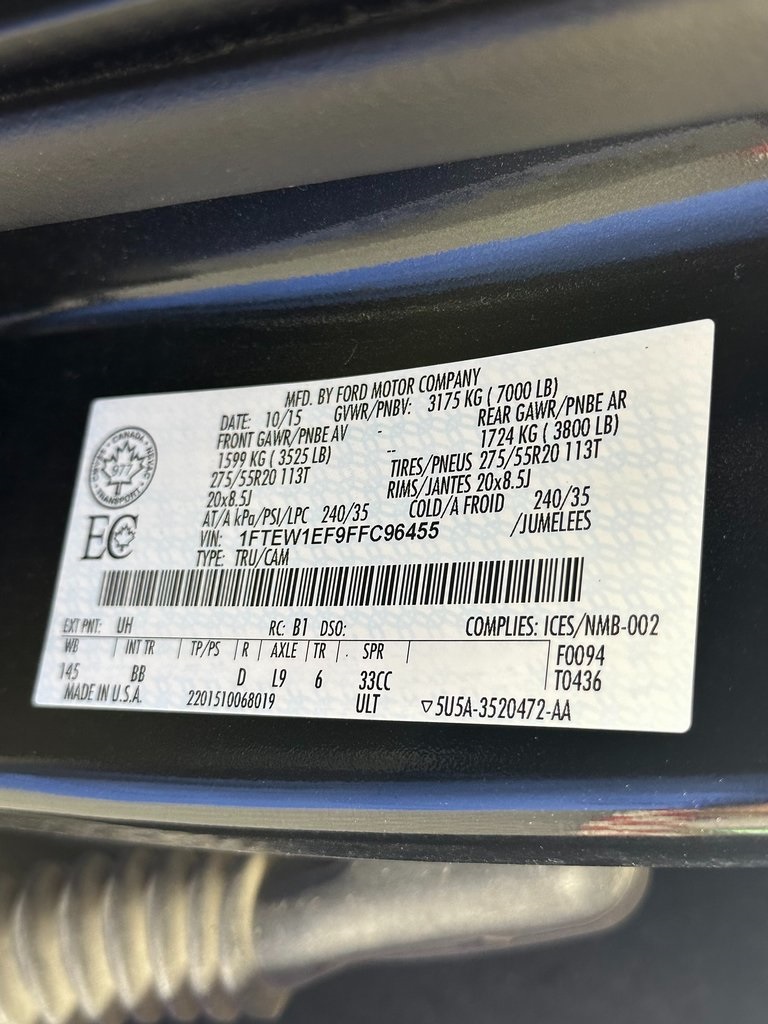 MFD. BY FORD MOTOR COMPANY
DATE: 10/15 GVWR/PNBV: 3175 KG ( 7000 LB)
FRONT GAWR/PNBE AV - REAR GAWR/PNBE AR
1599 KG ( 3525 LB) -- 1724 KG ( 3800 LB)
275/55R20 113T TIRES/PNEUS 275/55R20 113T
20x8.5J RIMS/JANTES 20x8.5J
AT/A kPa/PSI/LPC 240/35 COLD/A FROID 240/35
VIN: 1FTEW1EF9FFC96455 /JUMELEES
TYPE: TRU/CAM
CANADA
977
TRANSPORT
EC
EXT PNT: UH RC: B1 DSO: COMPLIES: ICES/NMB-002
WB INT TR TP/PS R AXLE TR SPR F0094
145 BB D L9 6 33CC T0436
MADE IN U.S.A. 2201510068019 ULT ▽5U5A-3520472-AA